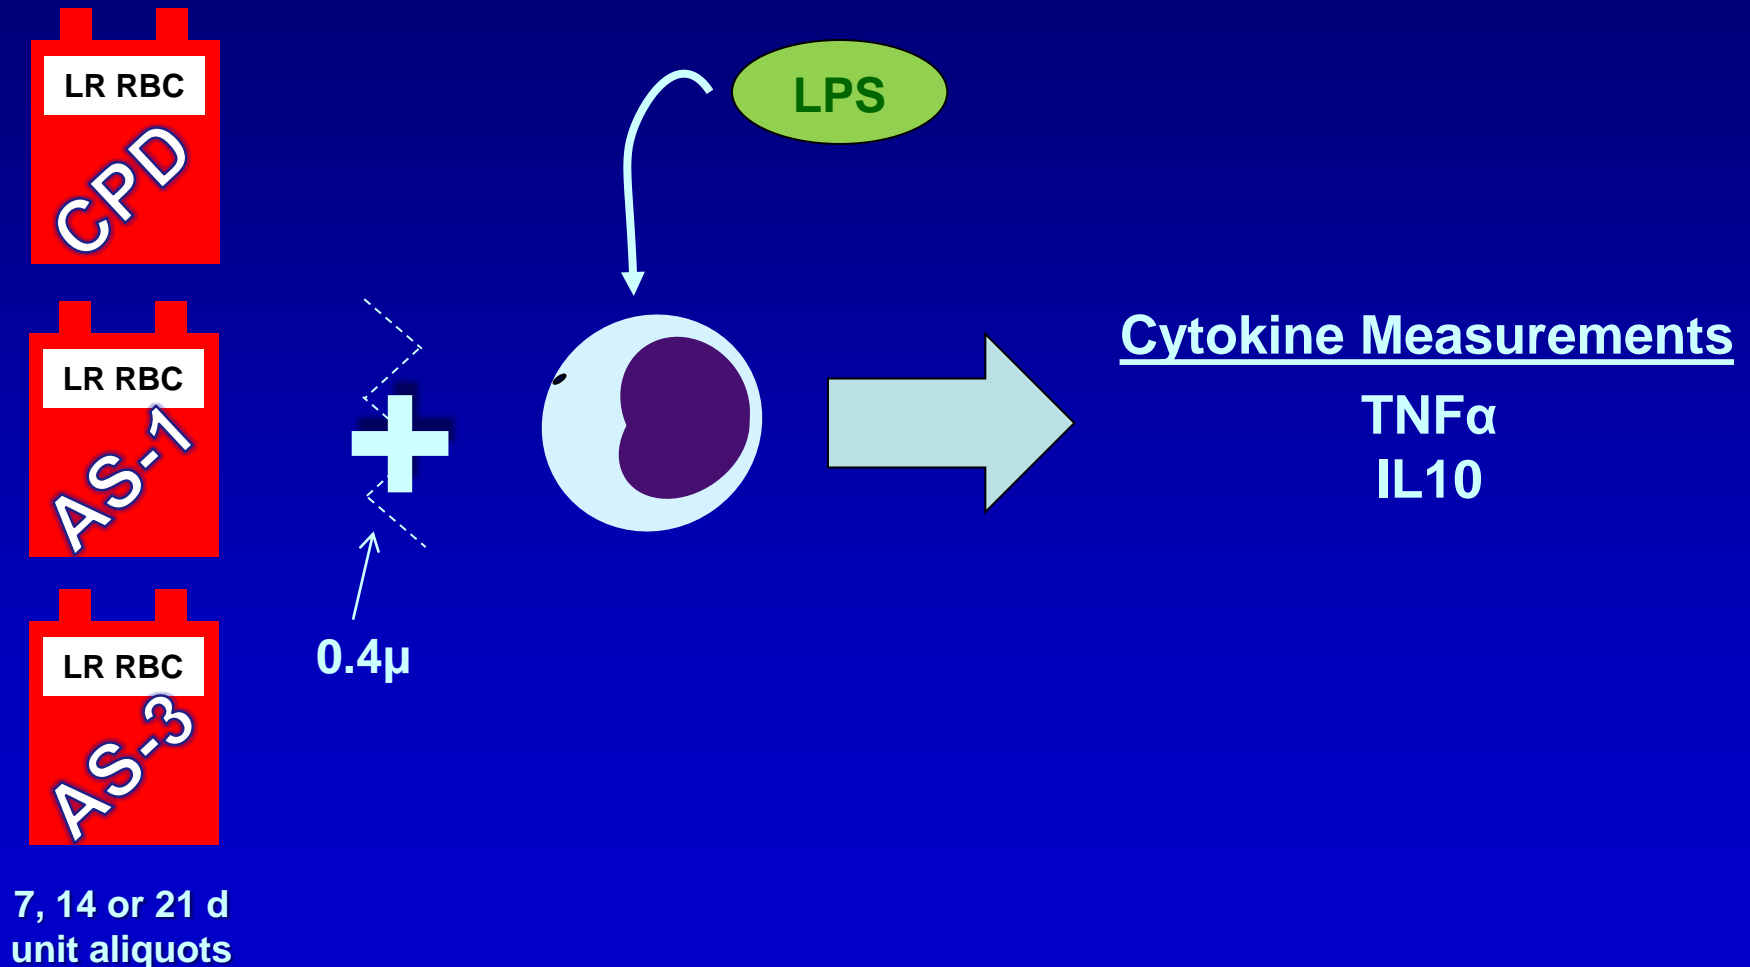 LR RBC
CPD
LR RBC
AS-1
LR RBC
AS-3
7, 14 or 21 d
unit aliquots
0.4μ
LPS
Cytokine Measurements
TNFα
IL10